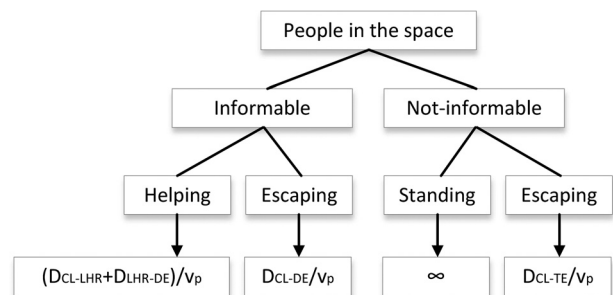 People in the space
Informable Not-informable
Helping Escaping Standing Escaping
(DCL-LHR+DLHR-DE)/vp DCL-DE/vp ∞ DCL-TE/vp